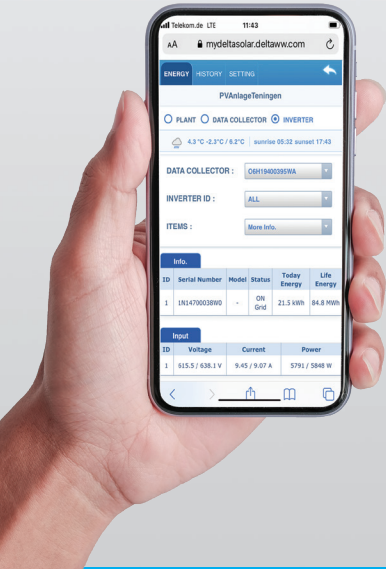 Telekom.de LTE 11:43
AA mydeltasolar.deltaww.com
ENERGY HISTORY SETTING
PVAnlageTeningen
PLANT DATA COLLECTOR INVERTER
4.3 °C -2.3°C / 6.2°C sunrise 05:32 sunset 17:43
DATA COLLECTOR : O6H19400395WA
INVERTER ID : ALL
ITEMS : More Info.
Info.
ID Serial Number Model Status Today Energy Life Energy
1 1N14700038W0 - ON Grid 21.5 kWh 84.8 MWh
Input
ID Voltage Current Power
1 615.5 / 638.1 V 9.45 / 9.07 A 5791 / 5848 W